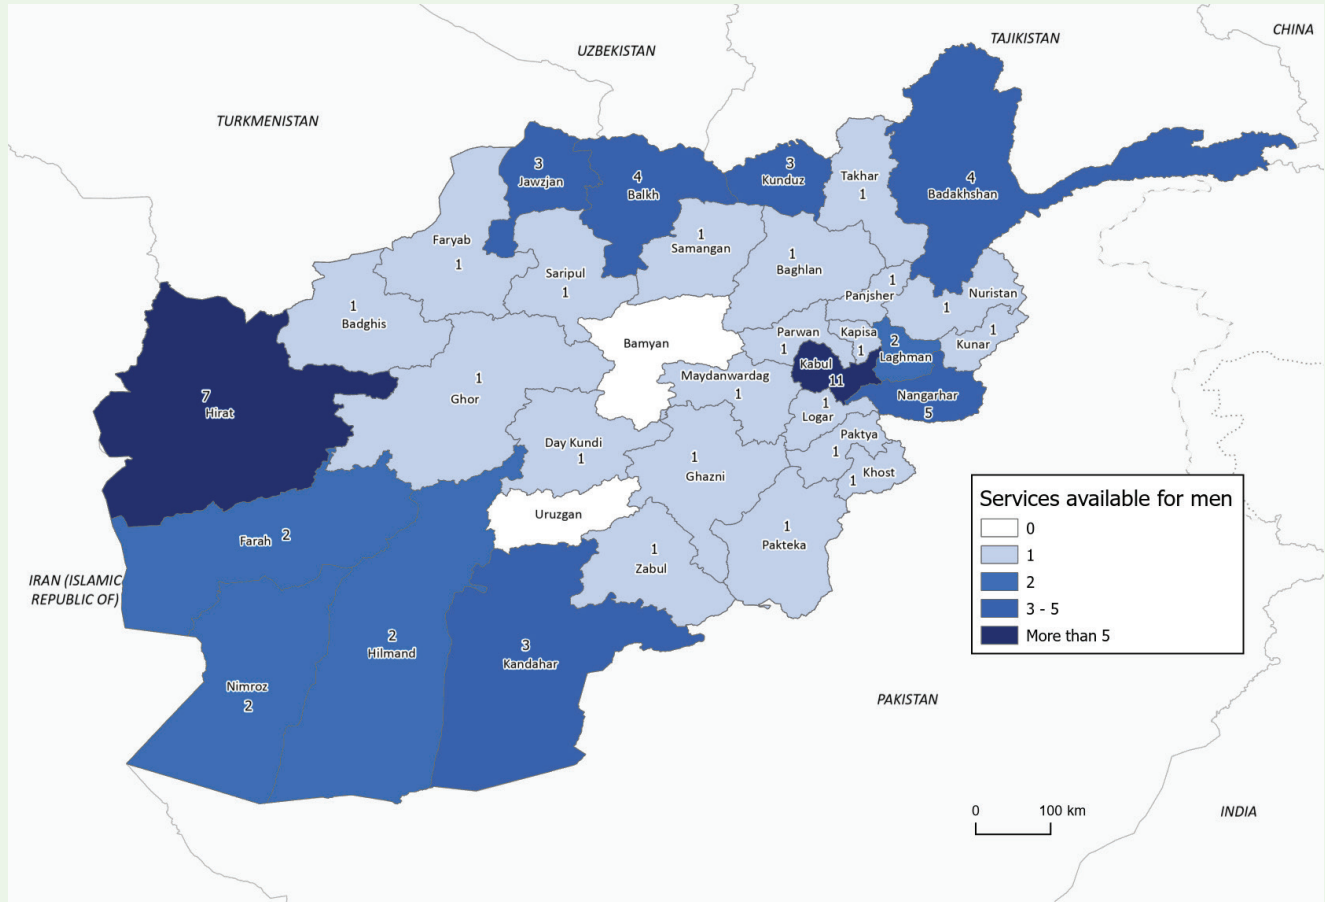 CHINA
TAJIKISTAN
UZBEKISTAN
TURKMENISTAN
3
Jawzjan
4
Balkh
3
Kunduz
Takhar
1
4
Badakhshan
Faryab
1
1
Samangan
1
Baghlan
Saripul
1
1
Panjsher
Nuristan
1
1
Badghis
Parwan
1
Kapisa
1
2
Laghman
1
Kunar
Bamyan
Kabul
11
1
Ghor
Maydanwardag
1
7
Hirat
Nangarhar
5
1
Logar
Day Kundi
1
Paktya
1
1
Ghazni
Khost
1
Uruzgan
Farah 2
1
Pakteka
1
Zabul
IRAN (ISLAMIC
REPUBLIC OF)
2
Hilmand
3
Kandahar
Nimroz
2
PAKISTAN
INDIA
Services available for men
0
1
2
3 - 5
More than 5
0 100 km